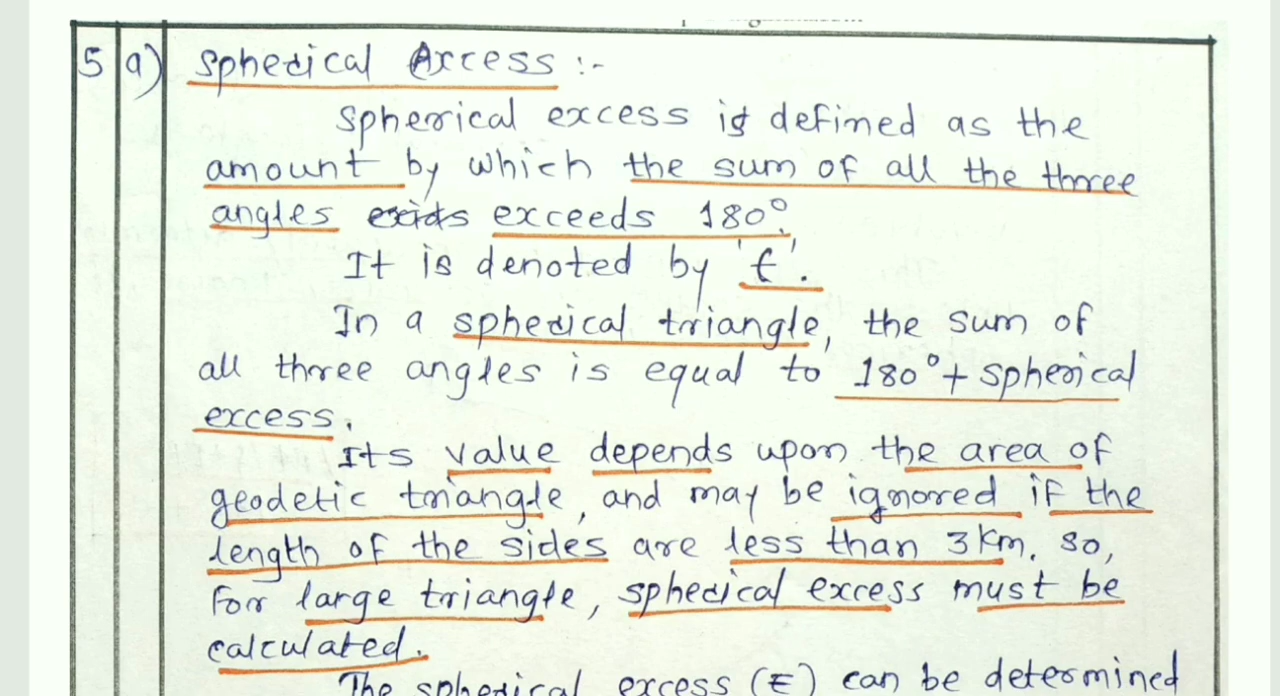 5 a) Spherical Excess :-
Spherical excess is defined as the
amount by which the sum of all the three
angles exceeds 180°.
It is denoted by 'E'.
In a spherical triangle, the sum of
all three angles is equal to 180° + spherical
excess.
Its value depends upon the area of
geodetic triangle, and may be ignored if the
length of the sides are less than 3 km. So,
for large triangle, spherical excess must be
calculated.
The spherical excess (E) can be determined